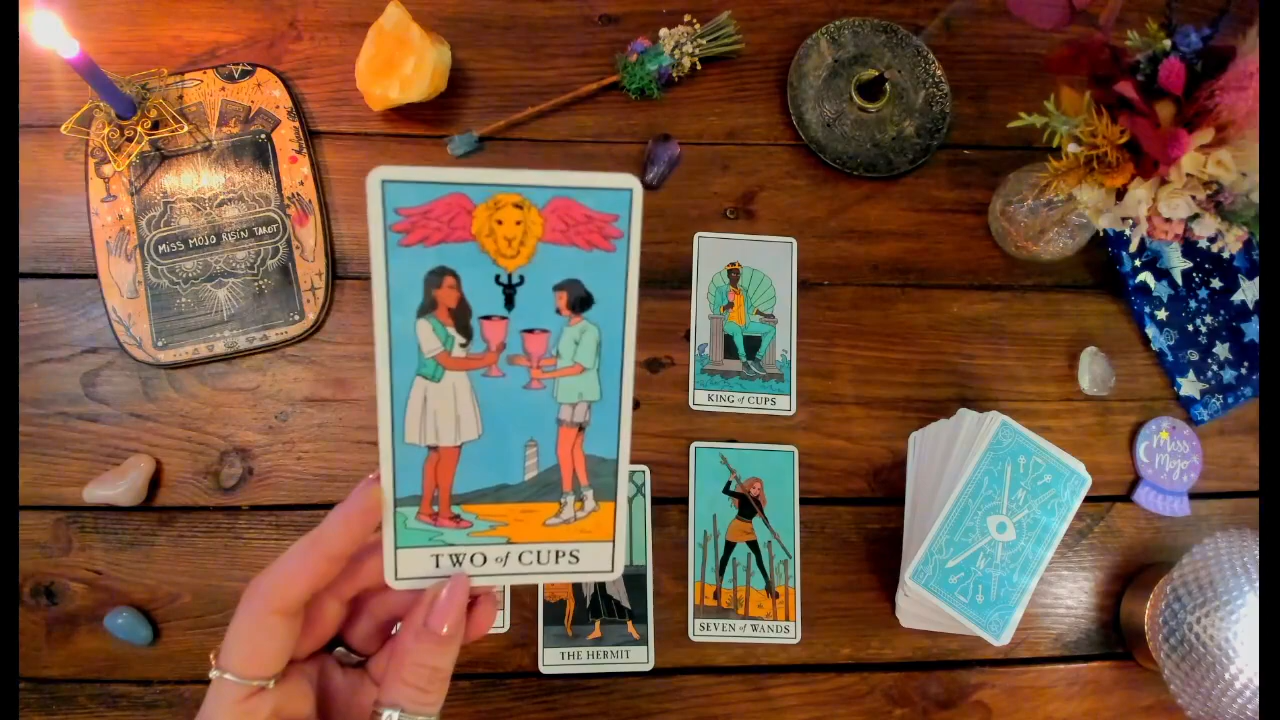 MISS MOJO RISIN TAROT
TWO of CUPS
KING of CUPS
SEVEN of WANDS
THE HERMIT
Miss
Mojo